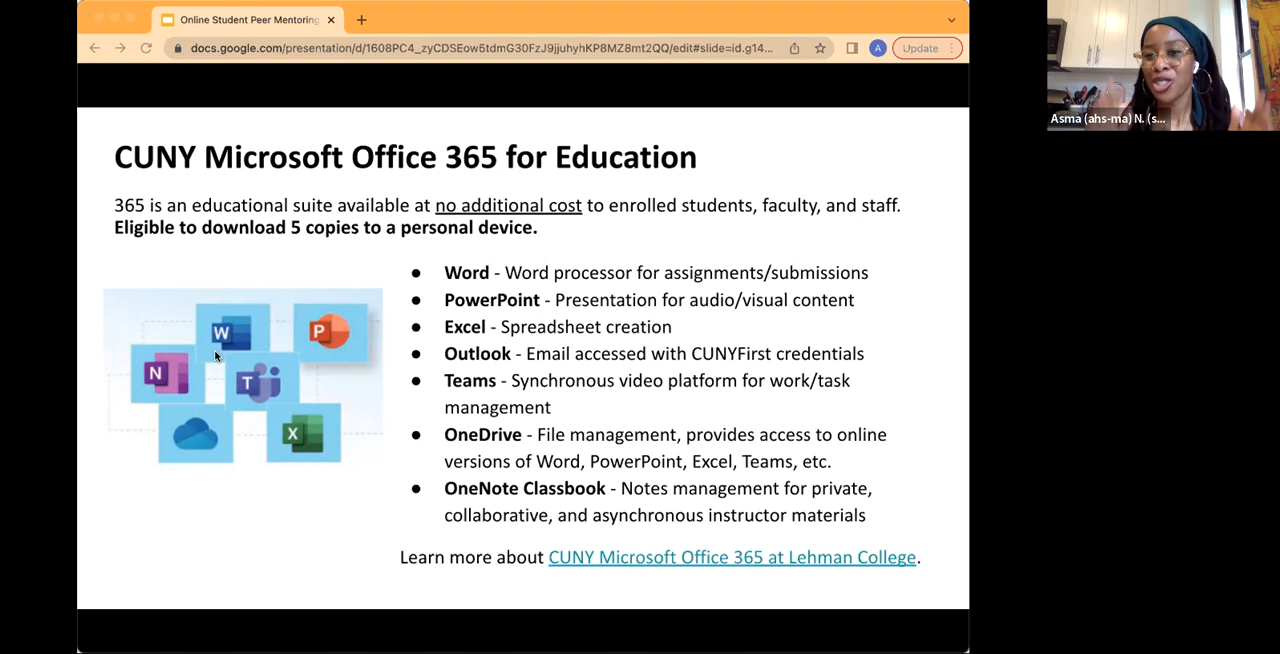 Online Student Peer Mentoring
docs.google.com/presentation/d/1608PC4_zyCDSEow5tdmG30FzJ9jjuhyhKP8MZ8mt2QQ/edit#slide=id.g14...
A
Update
Asma (ahs-ma) N. (s...
CUNY Microsoft Office 365 for Education
365 is an educational suite available at no additional cost to enrolled students, faculty, and staff.
Eligible to download 5 copies to a personal device.
W
P
N
T
X
● Word - Word processor for assignments/submissions
● PowerPoint - Presentation for audio/visual content
● Excel - Spreadsheet creation
● Outlook - Email accessed with CUNYFirst credentials
● Teams - Synchronous video platform for work/task
management
● OneDrive - File management, provides access to online
versions of Word, PowerPoint, Excel, Teams, etc.
● OneNote Classbook - Notes management for private,
collaborative, and asynchronous instructor materials
Learn more about CUNY Microsoft Office 365 at Lehman College.